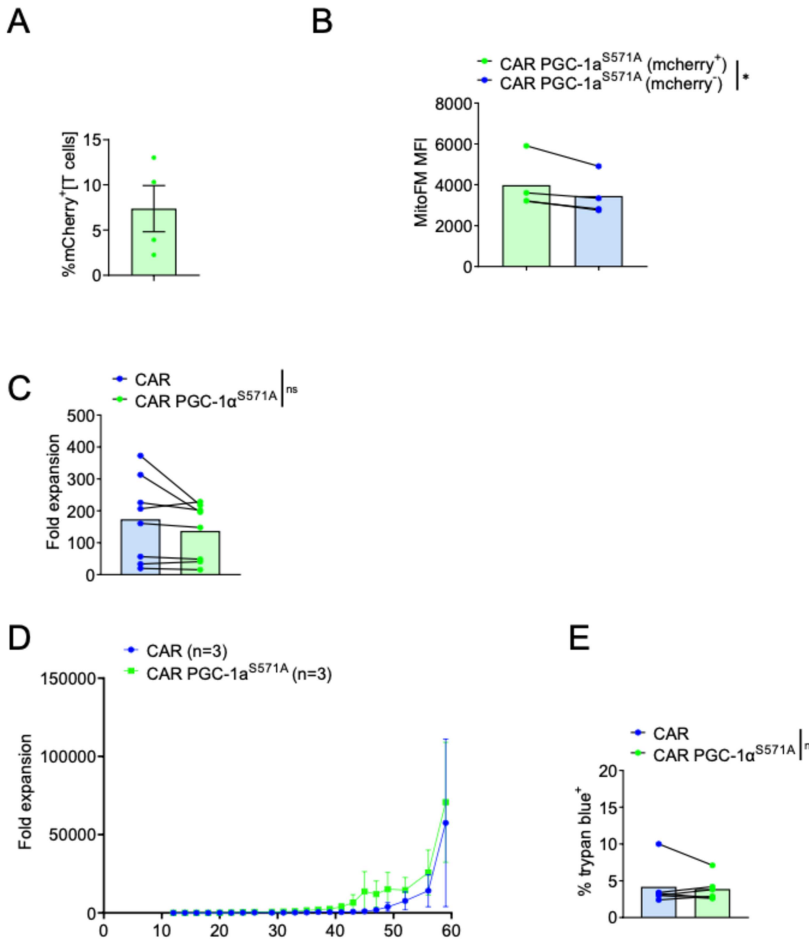 A
%mCherry⁺[T cells]
15
10
5
0
B
CAR PGC-1a^S571A (mcherry⁺)
CAR PGC-1a^S571A (mcherry⁻)
*
MitoFM MFI
8000
6000
4000
2000
0
C
CAR
CAR PGC-1α^S571A
ns
Fold expansion
500
400
300
200
100
0
D
CAR (n=3)
CAR PGC-1a^S571A (n=3)
Fold expansion
150000
100000
50000
0
0 10 20 30 40 50 60
E
CAR
CAR PGC-1α^S571A
% trypan blue⁺
20
15
10
5
0